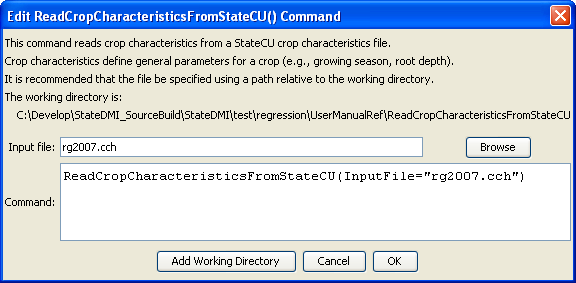 Edit ReadCropCharacteristicsFromStateCU() Command
This command reads crop characteristics from a StateCU crop characteristics file.
Crop characteristics define general parameters for a crop (e.g., growing season, root depth).
It is recommended that the file be specified using a path relative to the working directory.
The working directory is:
C:\Develop\StateDMI_SourceBuild\StateDMI\test\regression\UserManualRef\ReadCropCharacteristicsFromStateCU
Input file: rg2007.cch Browse
ReadCropCharacteristicsFromStateCU(InputFile="rg2007.cch")
Command:
Add Working Directory Cancel OK